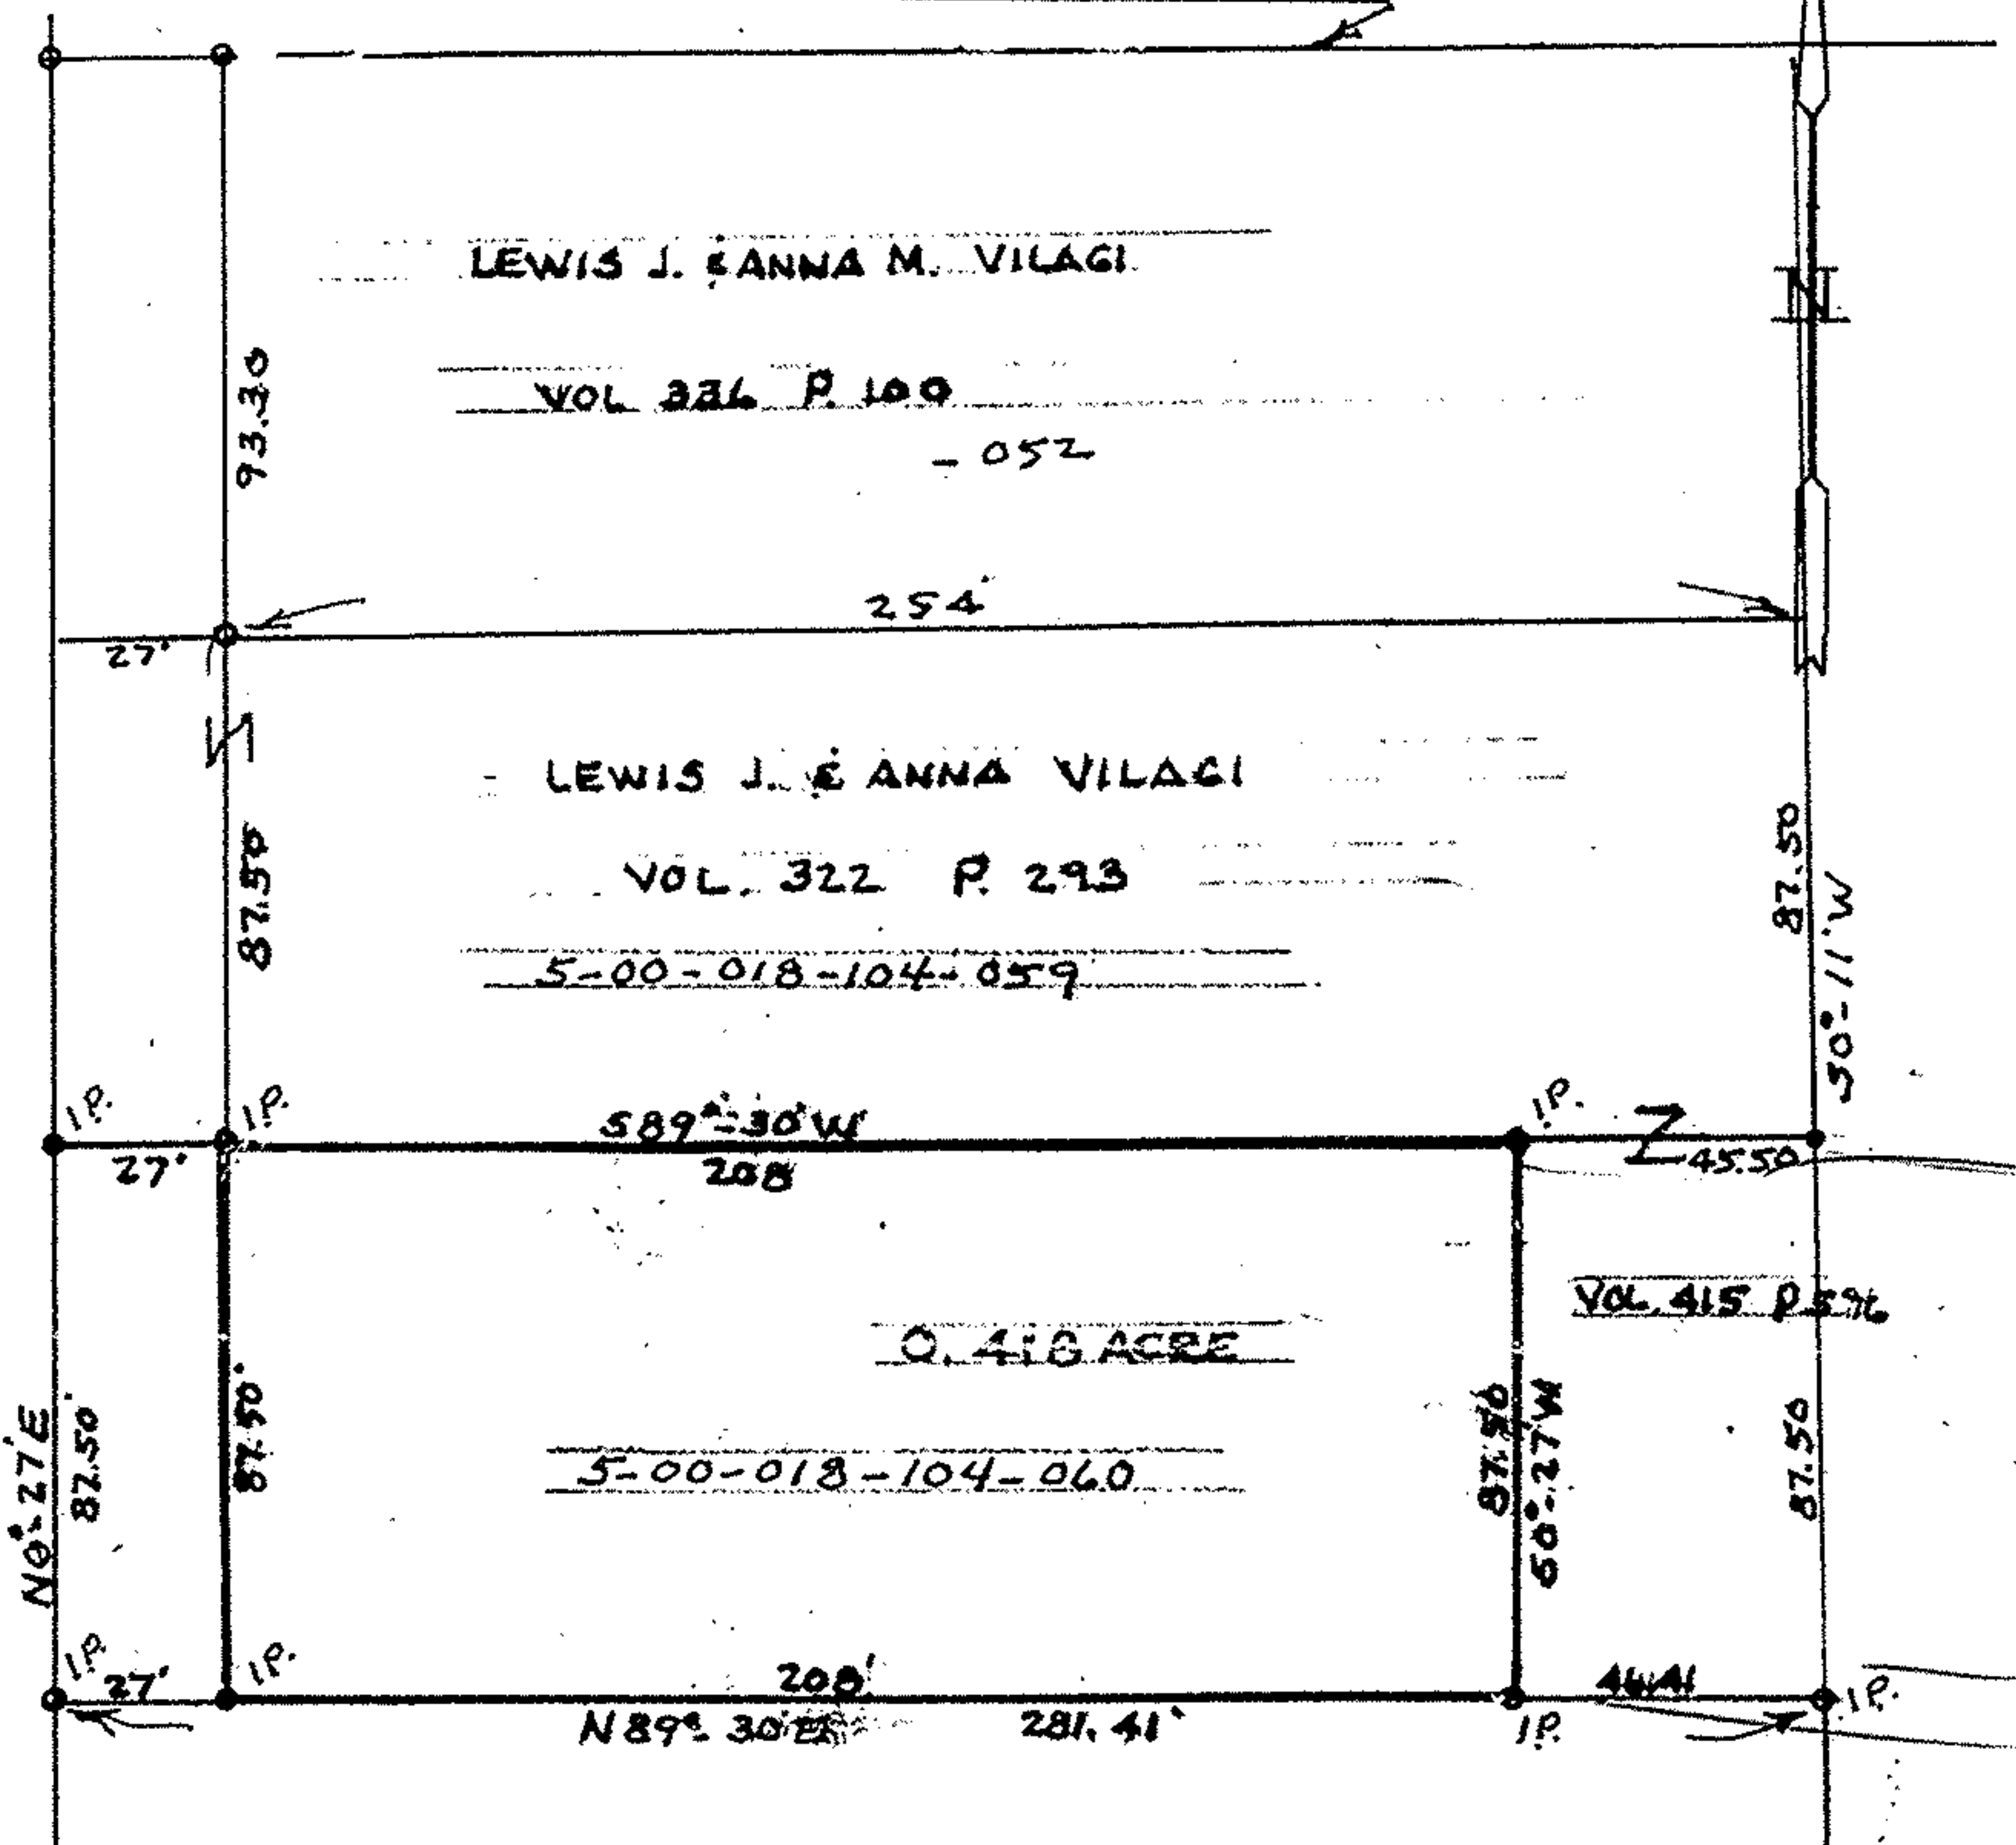 LEWIS J. & ANNA M. VILAGI
N
VOL 336 P. 100
93.30
- 052
254'
27'
LEWIS J. & ANNA VILAGI
87.50
87.50
VOL. 322 P. 293
S0°-11'W
5-00-018-104-059
I.P.
I.P.
I.P.
S89°-30'W
27'
208
45.50
VOL. 415 P. 596
0.418 ACRE
N0°-27'E
87.50'
87.50'
87.50
S0°-27'W
87.50
5-00-018-104-060
I.P.
I.P.
27'
208'
46.41
I.P.
N89°-30'E
281.41'
I.P.